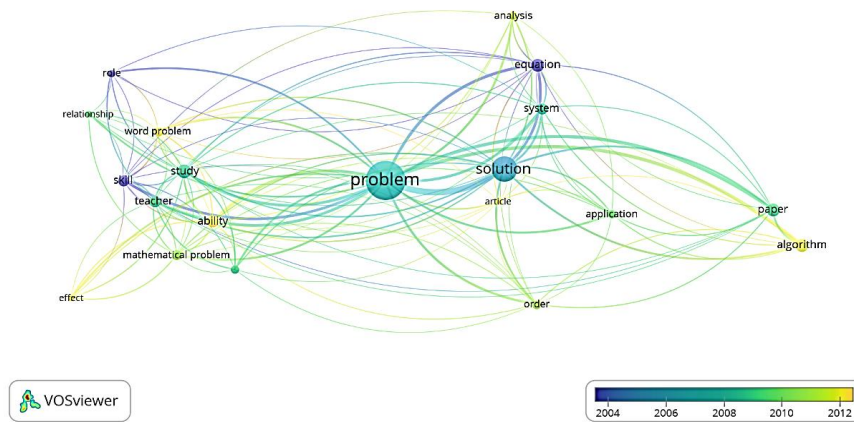 analysis
equation
role
system
relationship
word problem
study
solution
skill
problem
teacher
article
paper
application
ability
algorithm
mathematical problem
effect
order
VOSviewer
2004 2006 2008 2010 2012